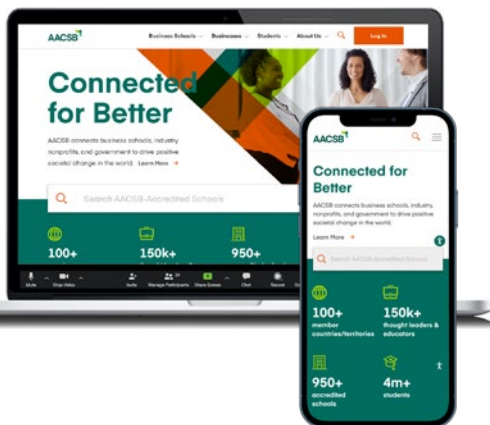 AACSB
Business Schools
Businesses
Students
About Us
Log In
Connected
for Better
AACSB connects business schools, industry
nonprofits, and government to drive positive
societal change in the world. Learn More →
Search AACSB-Accredited Schools
100+
150k+
950+
Mute
Stop Video
Invite
Manage Participants
Share Screen
Chat
Record
AACSB
Connected for
Better
AACSB connects business schools, industry,
nonprofits, and government to drive positive
societal change in the world.
Learn More →
Search AACSB-Accredited Schools
100+
member
countries/territories
150k+
thought leaders &
educators
950+
accredited
schools
4m+
students